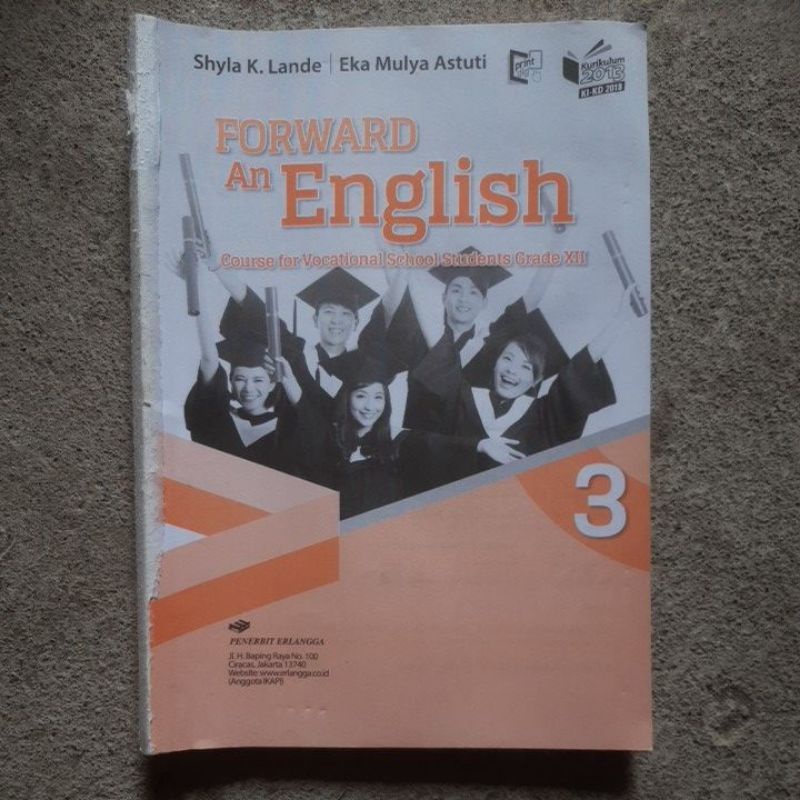 Shyla K. Lande | Eka Mulya Astuti
print
Kurikulum
2013
KI-KD 2018
FORWARD
An English
Course for Vocational School Students Grade XII
3
PENERBIT ERLANGGA
Jl. H. Baping Raya No. 100
Ciracas, Jakarta 13740
Website: www.erlangga.co.id
(Anggota IKAPI)